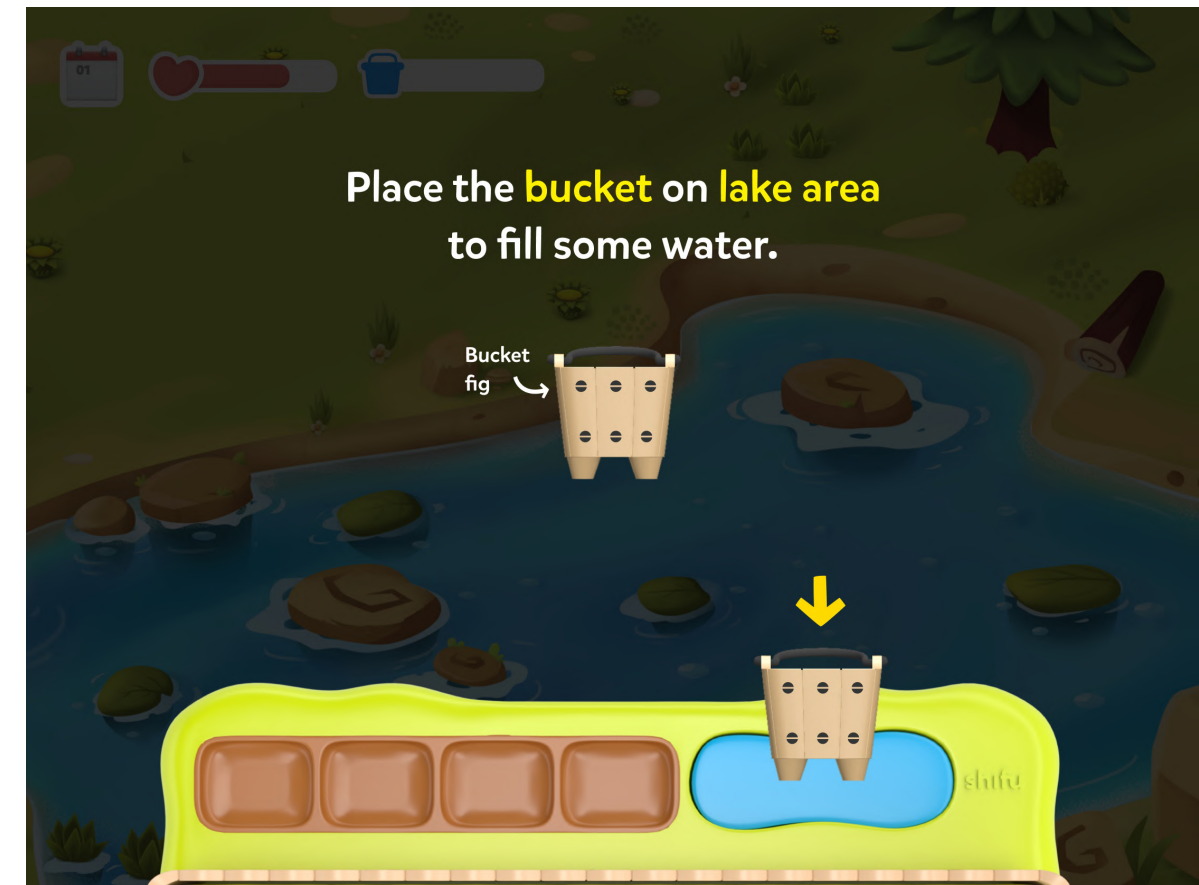 01
Place the bucket on lake area
to fill some water.
Bucket
fig
shifu